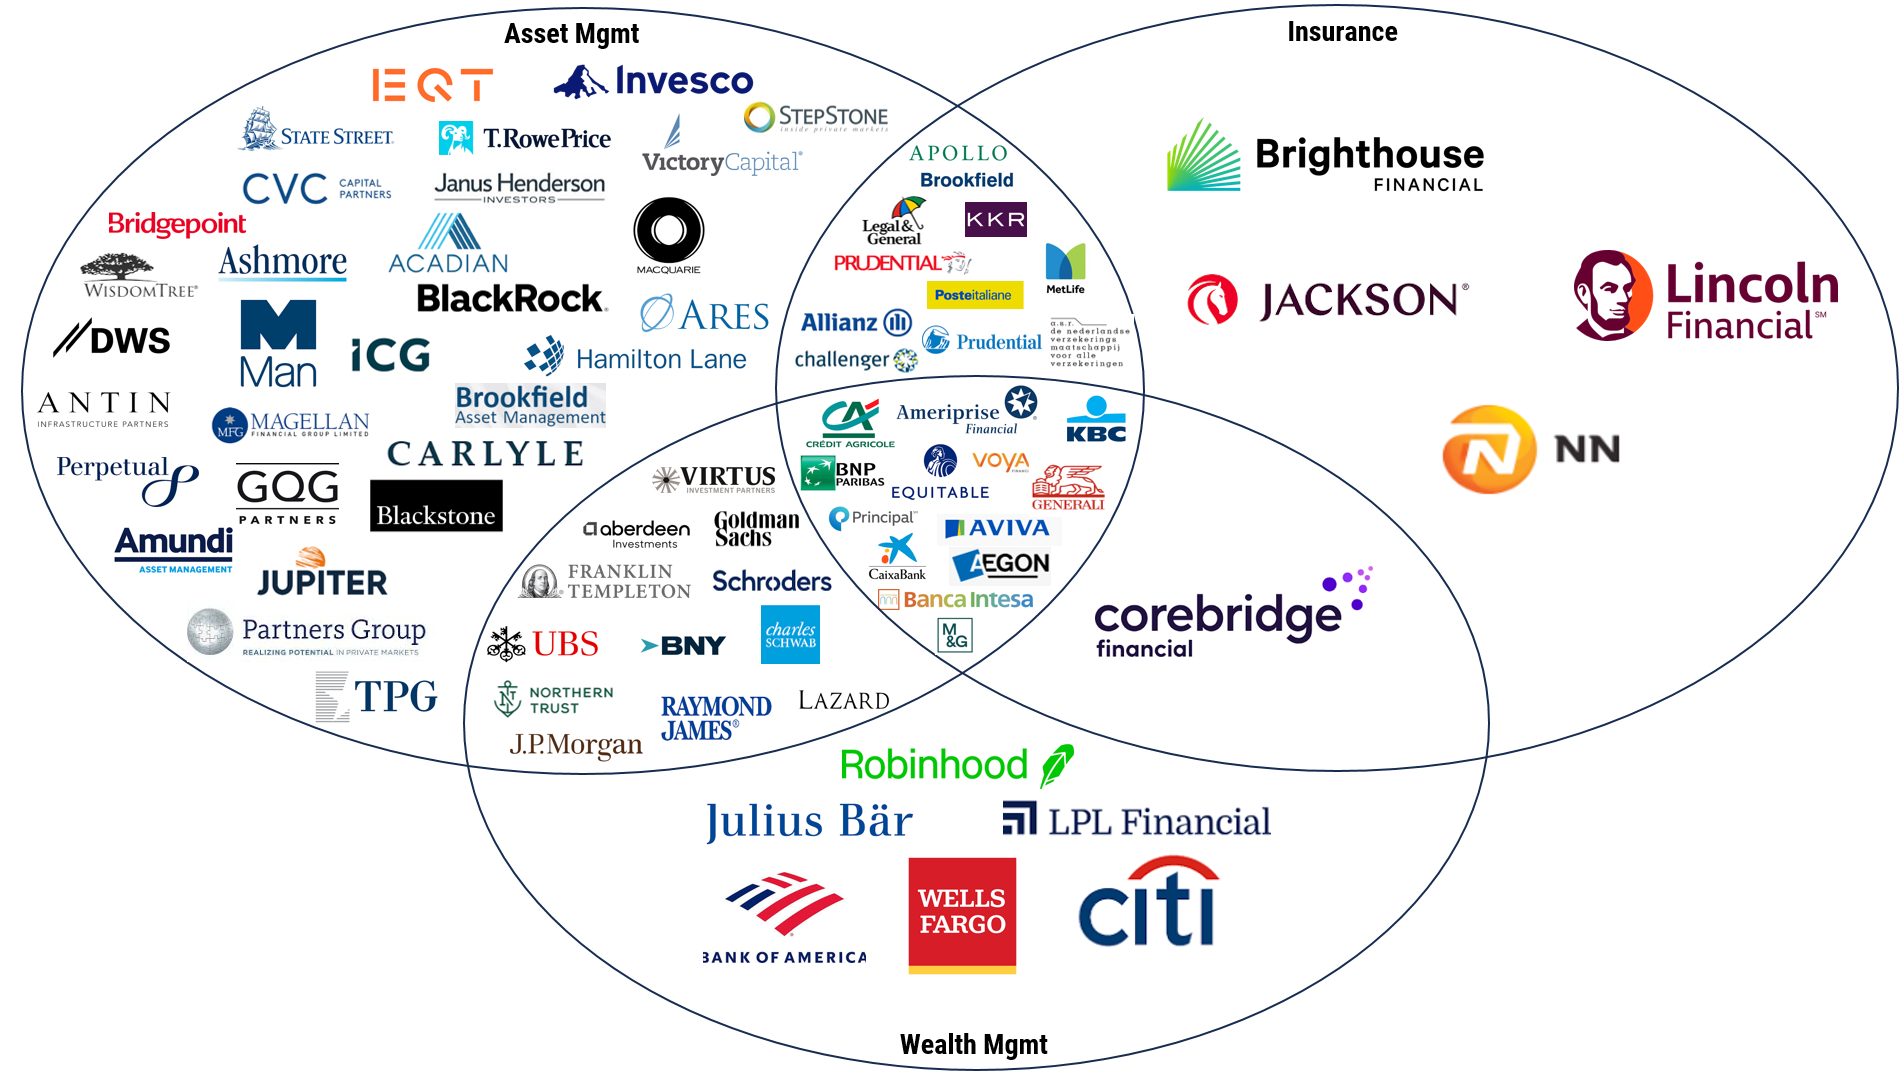 Asset Mgmt
Insurance
EQT
Invesco
STEPSTONE
inside private markets
STATE STREET.
T.RowePrice
VictoryCapital®
CVC CAPITAL
PARTNERS
Janus Henderson
INVESTORS
Bridgepoint
MACQUARIE
WISDOMTREE®
Ashmore
ACADIAN
BlackRock.
ARES
DWS
Man
ICG
Hamilton Lane
ANTIN
INFRASTRUCTURE PARTNERS
MFG MAGELLAN
FINANCIAL GROUP LIMITED
Brookfield
Asset Management
CARLYLE
Perpetual
GQG
PARTNERS
Blackstone
Amundi
ASSET MANAGEMENT
JUPITER
Partners Group
REALIZING POTENTIAL IN PRIVATE MARKETS
TPG
APOLLO
Brookfield
Legal&
General
KKR
PRUDENTIAL
MetLife
Posteitaliane
Allianz
Prudential
challenger
a.s.r.
de nederlandse
verzekerings
maatschappij
voor alle
verzekeringen
Brighthouse
FINANCIAL
JACKSON®
Lincoln
Financial℠
NN
CA
CRÉDIT AGRICOLE
Ameriprise
Financial
KBC
BNP
PARIBAS
EQUITABLE
VOYA
FINANCIAL
GENERALI
Principal™
AVIVA
CaixaBank
AEGON
Banca Intesa
M
&G
VIRTUS
INVESTMENT PARTNERS
aberdeen
Investments
Goldman
Sachs
FRANKLIN
TEMPLETON
Schroders
UBS
BNY
charles
SCHWAB
NORTHERN
TRUST
RAYMOND
JAMES®
LAZARD
J.P.Morgan
corebridge
financial
Robinhood
Julius Bär
LPL Financial
BANK OF AMERICA
WELLS
FARGO
citi
Wealth Mgmt